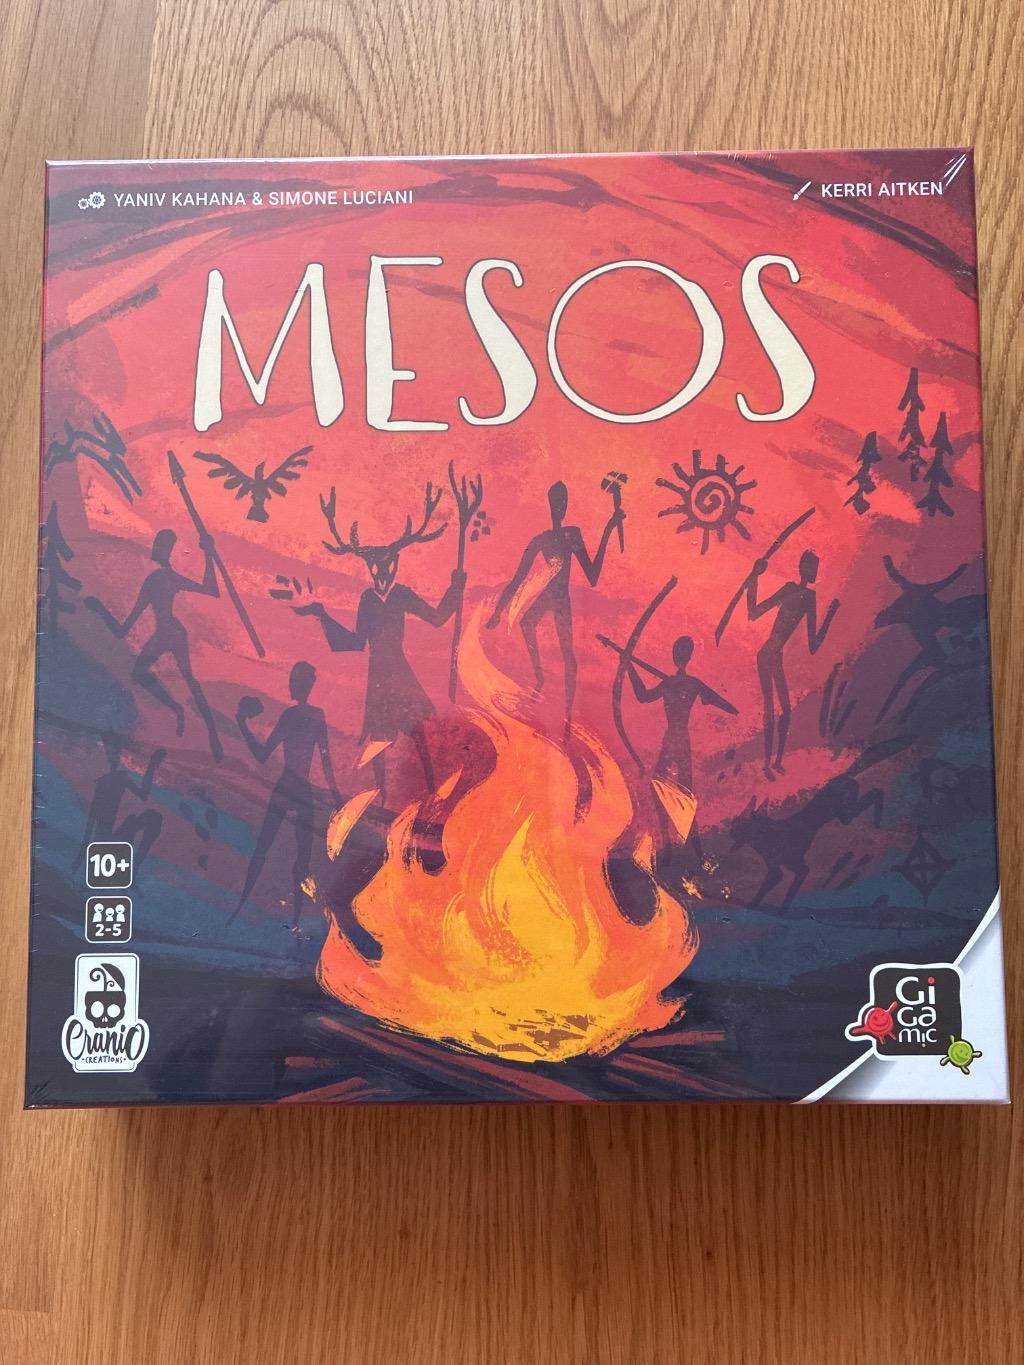 YANIV KAHANA & SIMONE LUCIANI
KERRI AITKEN
MESOS
10+
2-5
Cranio
CREATIONS
Gi
Ga
mic